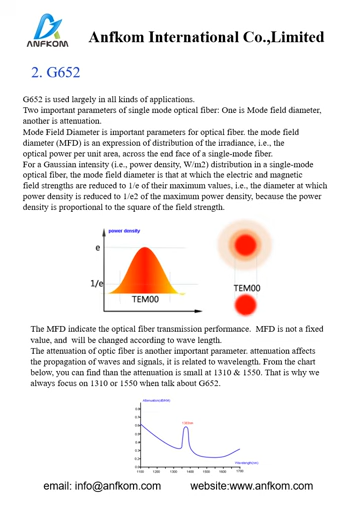 ANFKOM
Anfkom International Co.,Limited
2. G652
G652 is used largely in all kinds of applications.
Two important parameters of single mode optical fiber: One is Mode field diameter,
another is attenuation.
Mode Field Diameter is important parameters for optical fiber. the mode field
diameter (MFD) is an expression of distribution of the irradiance, i.e., the
optical power per unit area, across the end face of a single-mode fiber.
For a Gaussian intensity (i.e., power density, W/m2) distribution in a single-mode
optical fiber, the mode field diameter is that at which the electric and magnetic
field strengths are reduced to 1/e of their maximum values, i.e., the diameter at which
power density is reduced to 1/e2 of the maximum power density, because the power
density is proportional to the square of the field strength.
power density
e
1/e
TEM00
TEM00
The MFD indicate the optical fiber transmission performance.  MFD is not a fixed
value, and  will be changed according to wave length.
The attenuation of optic fiber is another important parameter. attenuation affects
the propagation of waves and signals, it is related to wavelength. From the chart
below, you can find than the attenuation is small at 1310 & 1550. That is why we
always focus on 1310 or 1550 when talk about G652.
1100 1200 1300 1400 1500 1600 1700
email: info@anfkom.com
website:www.anfkom.com